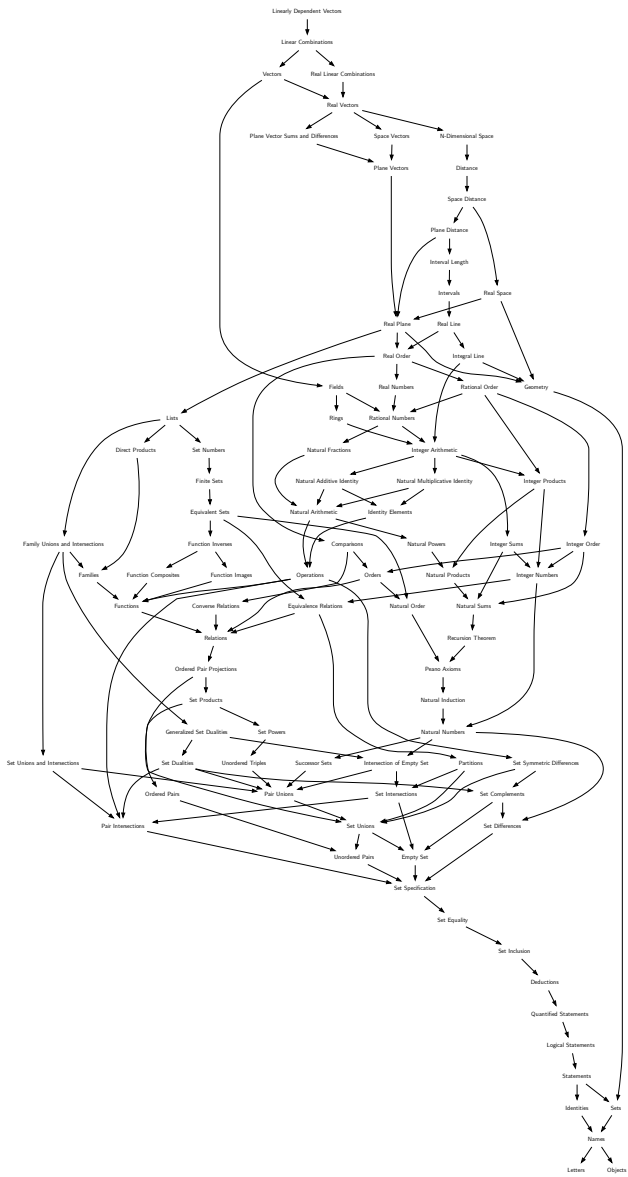 Linearly Dependent Vectors
Linear Combinations
Vectors
Real Linear Combinations
Real Vectors
Plane Vector Sums and Differences
Space Vectors
N-Dimensional Space
Plane Vectors
Distance
Space Distance
Plane Distance
Interval Length
Intervals
Real Space
Real Plane
Real Line
Real Order
Integral Line
Fields
Real Numbers
Rational Order
Geometry
Lists
Rings
Rational Numbers
Direct Products
Set Numbers
Natural Fractions
Integer Arithmetic
Finite Sets
Natural Additive Identity
Natural Multiplicative Identity
Integer Products
Equivalent Sets
Natural Arithmetic
Identity Elements
Family Unions and Intersections
Function Inverses
Comparisons
Natural Powers
Integer Sums
Integer Order
Families
Function Composites
Function Images
Operations
Orders
Natural Products
Integer Numbers
Functions
Converse Relations
Equivalence Relations
Natural Order
Natural Sums
Relations
Recursion Theorem
Ordered Pair Projections
Peano Axioms
Set Products
Natural Induction
Generalized Set Dualities
Set Powers
Natural Numbers
Set Unions and Intersections
Set Dualities
Unordered Triples
Successor Sets
Intersection of Empty Set
Partitions
Set Symmetric Differences
Ordered Pairs
Pair Unions
Set Intersections
Set Complements
Pair Intersections
Set Unions
Set Differences
Unordered Pairs
Empty Set
Set Specification
Set Equality
Set Inclusion
Deductions
Quantified Statements
Logical Statements
Statements
Identities
Sets
Names
Letters
Objects